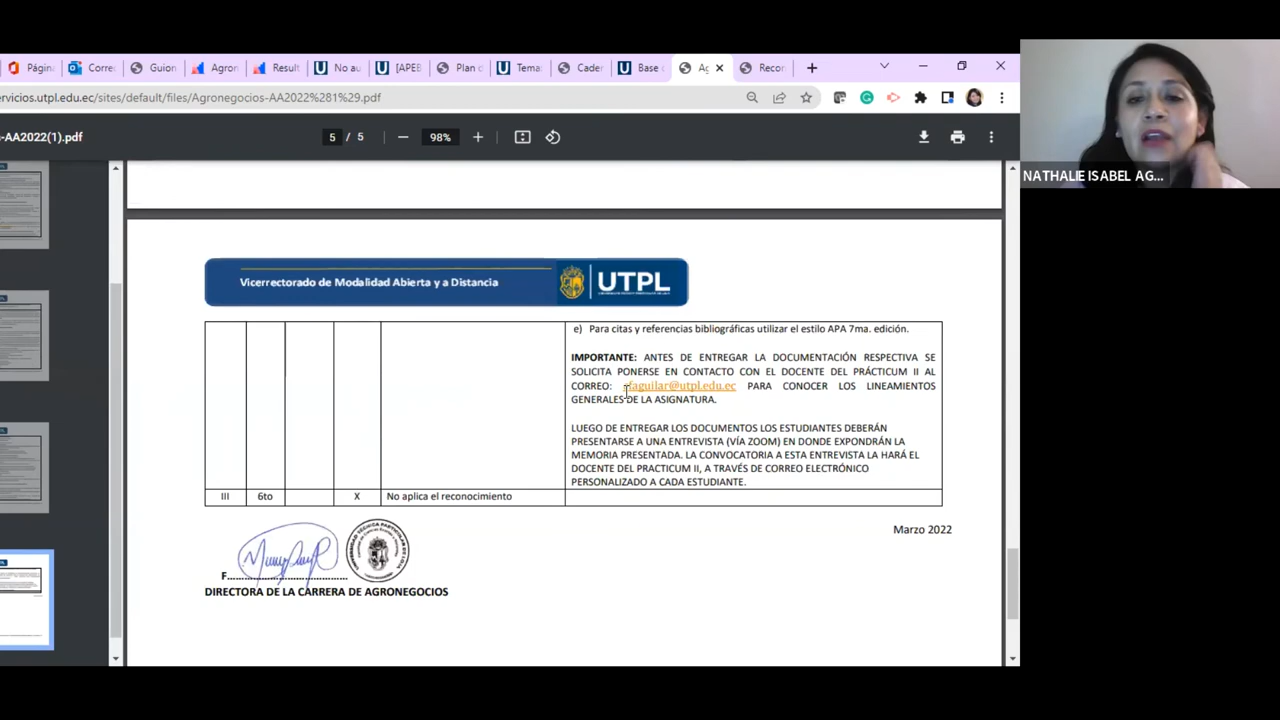 Págin
Corre
Guion
Agron
Result
No au
[APEB
Plan d
Tema
Cader
Base d
Ag
Recor
ervicios.utpl.edu.ec/sites/default/files/Agronegocios-AA2022%281%29.pdf
-AA2022(1).pdf
5 / 5
98%
NATHALIE ISABEL AG...
Vicerrectorado de Modalidad Abierta y a Distancia
UTPL
e) Para citas y referencias bibliográficas utilizar el estilo APA 7ma. edición.
IMPORTANTE: ANTES DE ENTREGAR LA DOCUMENTACIÓN RESPECTIVA SE
SOLICITA PONERSE EN CONTACTO CON EL DOCENTE DEL PRÁCTICUM II AL
CORREO: rfaguilar@utpl.edu.ec PARA CONOCER LOS LINEAMIENTOS
GENERALES DE LA ASIGNATURA.
LUEGO DE ENTREGAR LOS DOCUMENTOS LOS ESTUDIANTES DEBERÁN
PRESENTARSE A UNA ENTREVISTA (VÍA ZOOM) EN DONDE EXPONDRÁN LA
MEMORIA PRESENTADA. LA CONVOCATORIA A ESTA ENTREVISTA LA HARÁ EL
DOCENTE DEL PRACTICUM II, A TRAVÉS DE CORREO ELECTRÓNICO
PERSONALIZADO A CADA ESTUDIANTE.
III 6to X No aplica el reconocimiento
Marzo 2022
F........................................
DIRECTORA DE LA CARRERA DE AGRONEGOCIOS